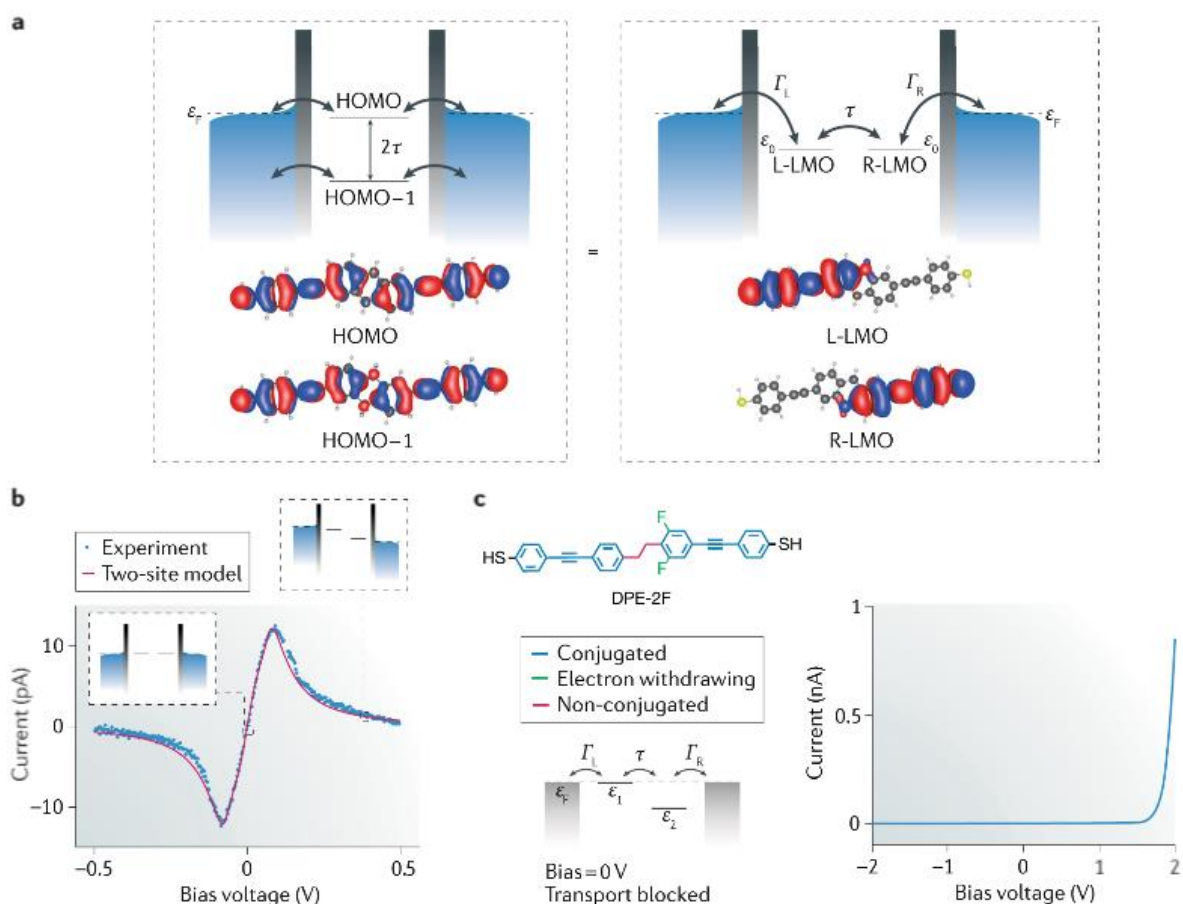 a
HOMO
ε_F
2τ
HOMO−1
HOMO
HOMO−1
=
Γ_L
Γ_R
τ
ε_0
ε_0
ε_F
L-LMO
R-LMO
L-LMO
R-LMO
b
Experiment
Two-site model
Current (pA)
10
0
−10
−0.5
0
0.5
Bias voltage (V)
c
F
HS
SH
F
DPE-2F
Conjugated
Electron withdrawing
Non-conjugated
Γ_L
τ
Γ_R
ε_F
ε_1
ε_2
Bias = 0 V
Transport blocked
Current (nA)
1
0.5
0
−2
−1
0
1
2
Bias voltage (V)